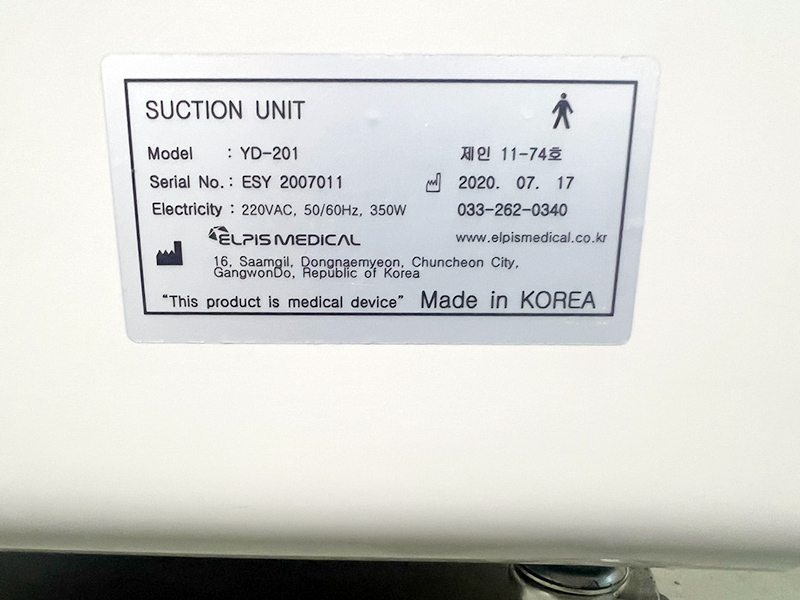 SUCTION UNIT
Model : YD-201 제인 11-74호
Serial No. : ESY 2007011 2020. 07. 17
Electricity : 220VAC, 50/60Hz, 350W 033-262-0340
ELPIS MEDICAL www.elpismedical.co.kr
16, Saamgil, Dongnaemyeon, Chuncheon City,
GangwonDo, Republic of Korea
"This product is medical device" Made in KOREA